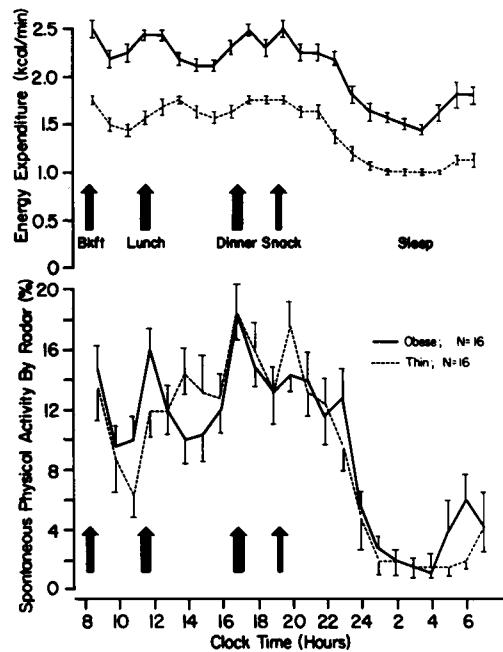 Energy Expenditure (kcal/min)
2.5
2.0
1.5
1.0
0.5
0
Bkft Lunch Dinner Snack Sleep
Spontaneous Physical Activity By Radar (%)
20
16
12
8
4
0
Obese; N=16
Thin; N=16
8 10 12 14 16 18 20 22 24 2 4 6
Clock Time (Hours)